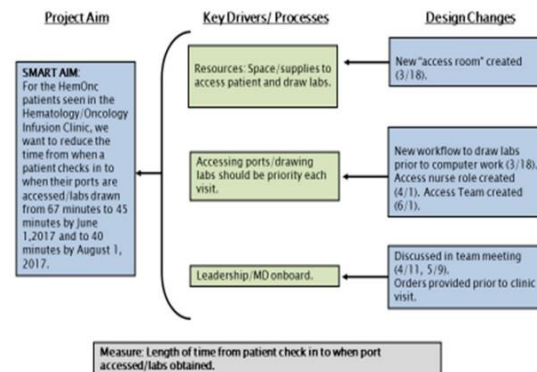 Project Aim
Key Drivers/ Processes
Design Changes
SMART AIM:
For the HemOnc
patients seen in the
Hematology/Oncology
Infusion Clinic, we
want to reduce the
time from when a
patient checks in to
when their ports are
accessed/labs drawn
from 67 minutes to 45
minutes by June
1,2017 and to 40
minutes by August 1,
2017.
Resources: Space/supplies to
access patient and draw labs.
Accessing ports/drawing
labs should be priority each
visit.
Leadership/MD onboard.
New "access room" created
(3/18).
New workflow to draw labs
prior to computer work (3/18).
Access nurse role created
(4/1). Access Team created
(6/1).
Discussed in team meeting
(4/11, 5/9).
Orders provided prior to clinic
visit.
Measure: Length of time from patient check in to when port
accessed/labs obtained.